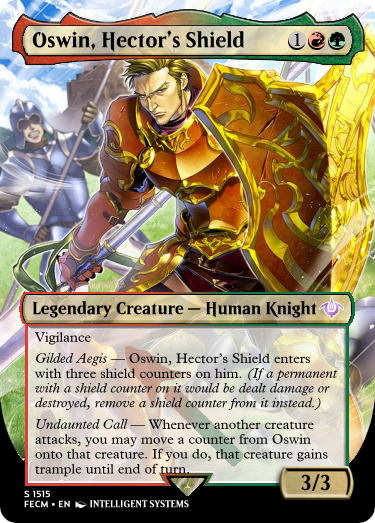 Oswin, Hector's Shield 1
Legendary Creature — Human Knight
Vigilance
Gilded Aegis — Oswin, Hector's Shield enters
with three shield counters on him. (If a permanent
with a shield counter on it would be dealt damage or
destroyed, remove a shield counter from it instead.)
Undaunted Call — Whenever another creature
attacks, you may move a counter from Oswin
onto that creature. If you do, that creature gains
trample until end of turn.
3/3
S 1515
FECM • EN INTELLIGENT SYSTEMS